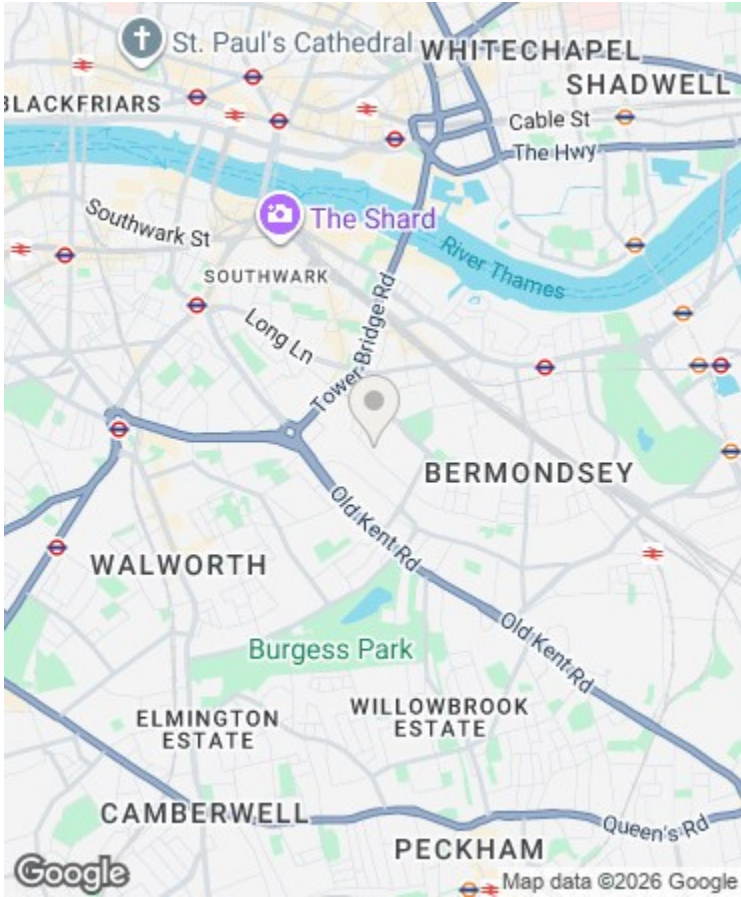 St. Paul's Cathedral
WHITECHAPEL
SHADWELL
BLACKFRIARS
Cable St
The Hwy
Southwark St
The Shard
River Thames
SOUTHWARK
Long Ln
Tower Bridge Rd
BERMONDSEY
Old Kent Rd
WALWORTH
Old Kent Rd
Burgess Park
WILLOWBROOK
ESTATE
ELMINGTON
ESTATE
CAMBERWELL
Queen's Rd
PECKHAM
Google
Map data ©2026 Google